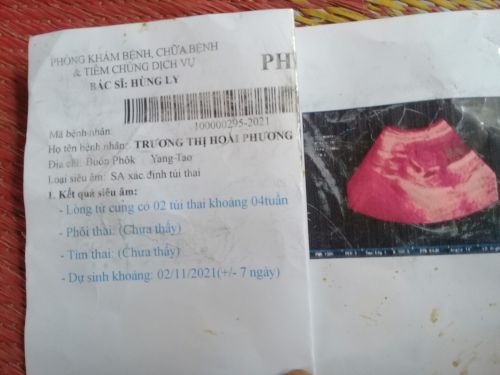 PHÒNG KHÁM BỆNH, CHỮA BỆNH
& TIÊM CHỦNG DỊCH VỤ
BÁC SĨ: HÙNG LY
PH
Mã bệnh nhân:
100000295-2021
Họ tên bệnh nhân: TRƯƠNG THỊ HOÀI PHƯƠNG
Địa chỉ: Buôn Phôk Yang-Tao
Loại siêu âm: SA xác định túi thai
1. Kết quả siêu âm:
- Lòng tử cung có 02 túi thai khoảng 04tuần
- Phôi thai: (Chưa thấy)
- Tim thai: (Chưa thấy)
- Dự sinh khoảng: 02/11/2021(+/- 7 ngày)